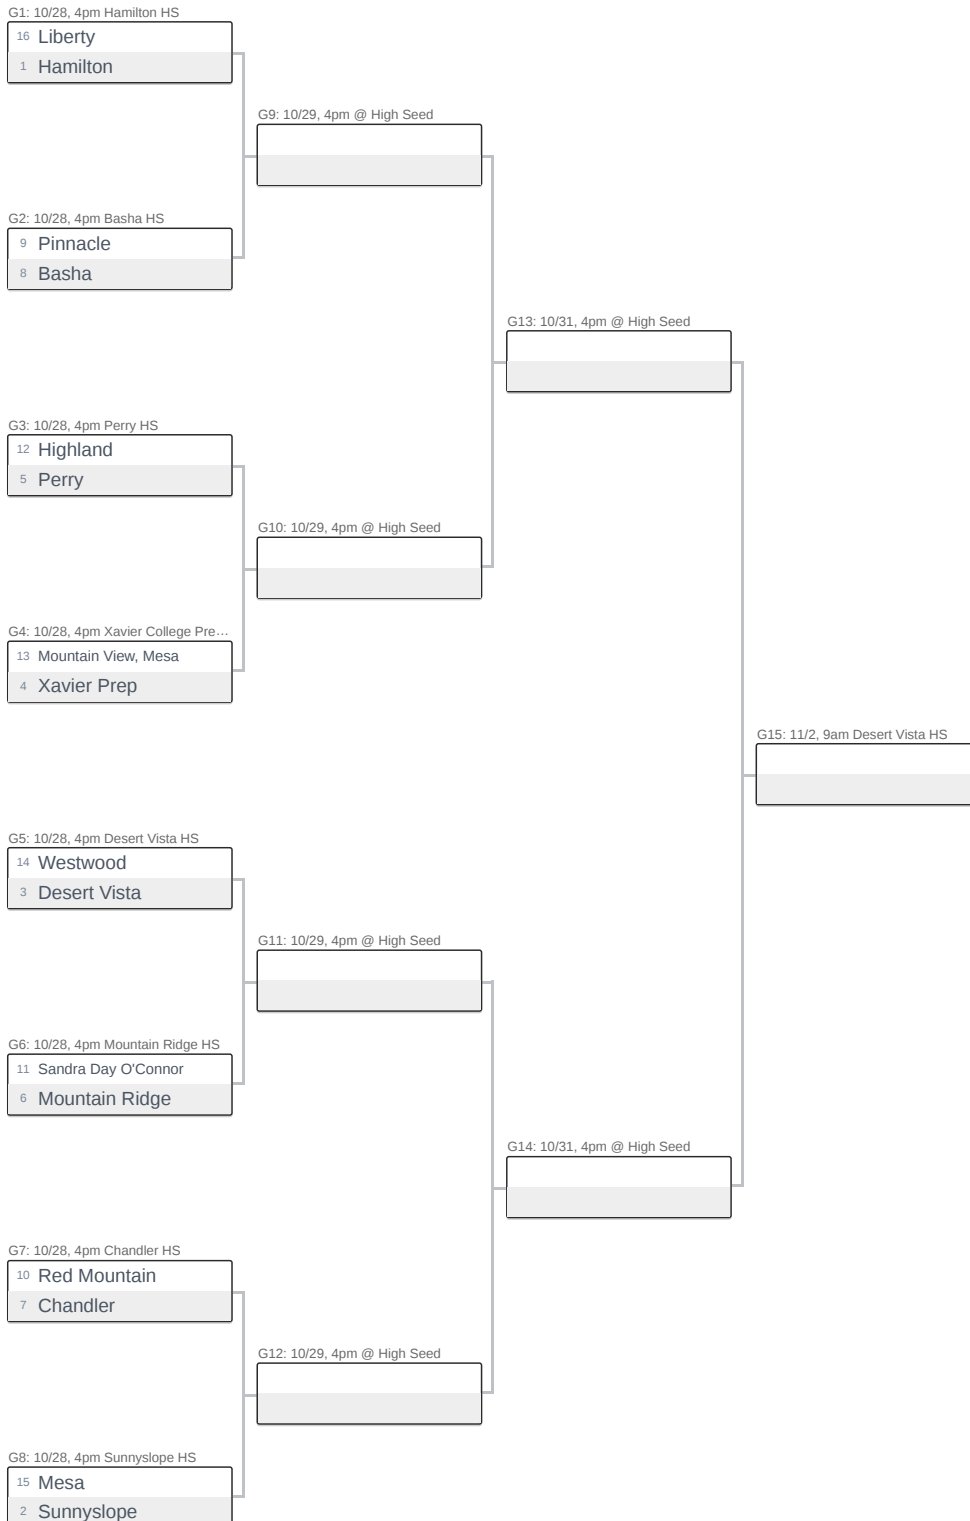 G1: 10/28, 4pm Hamilton HS
16 Liberty
1 Hamilton
G9: 10/29, 4pm @ High Seed
G2: 10/28, 4pm Basha HS
9 Pinnacle
8 Basha
G13: 10/31, 4pm @ High Seed
G3: 10/28, 4pm Perry HS
12 Highland
5 Perry
G10: 10/29, 4pm @ High Seed
G4: 10/28, 4pm Xavier College Pre...
13 Mountain View, Mesa
4 Xavier Prep
G15: 11/2, 9am Desert Vista HS
G5: 10/28, 4pm Desert Vista HS
14 Westwood
3 Desert Vista
G11: 10/29, 4pm @ High Seed
G6: 10/28, 4pm Mountain Ridge HS
11 Sandra Day O'Connor
6 Mountain Ridge
G14: 10/31, 4pm @ High Seed
G7: 10/28, 4pm Chandler HS
10 Red Mountain
7 Chandler
G12: 10/29, 4pm @ High Seed
G8: 10/28, 4pm Sunnyslope HS
15 Mesa
2 Sunnyslope